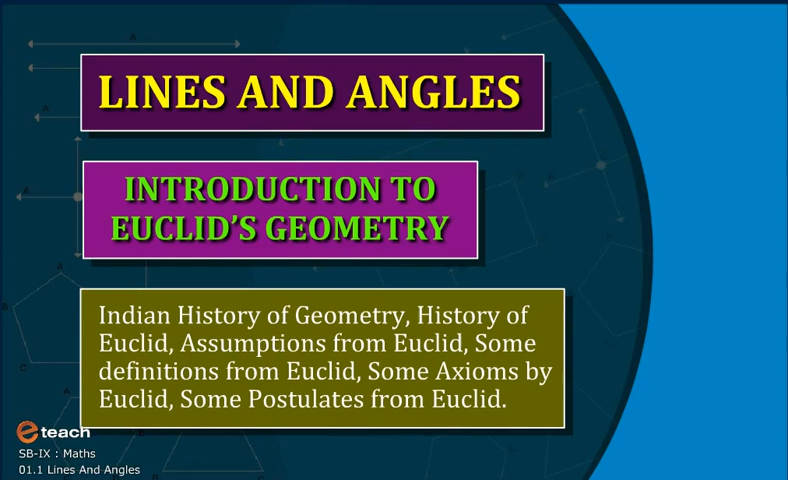 LINES AND ANGLES
INTRODUCTION TO
EUCLID'S GEOMETRY
Indian History of Geometry, History of
Euclid, Assumptions from Euclid, Some
definitions from Euclid, Some Axioms by
Euclid, Some Postulates from Euclid.
e teach
SB-IX : Maths
01.1 Lines And Angles